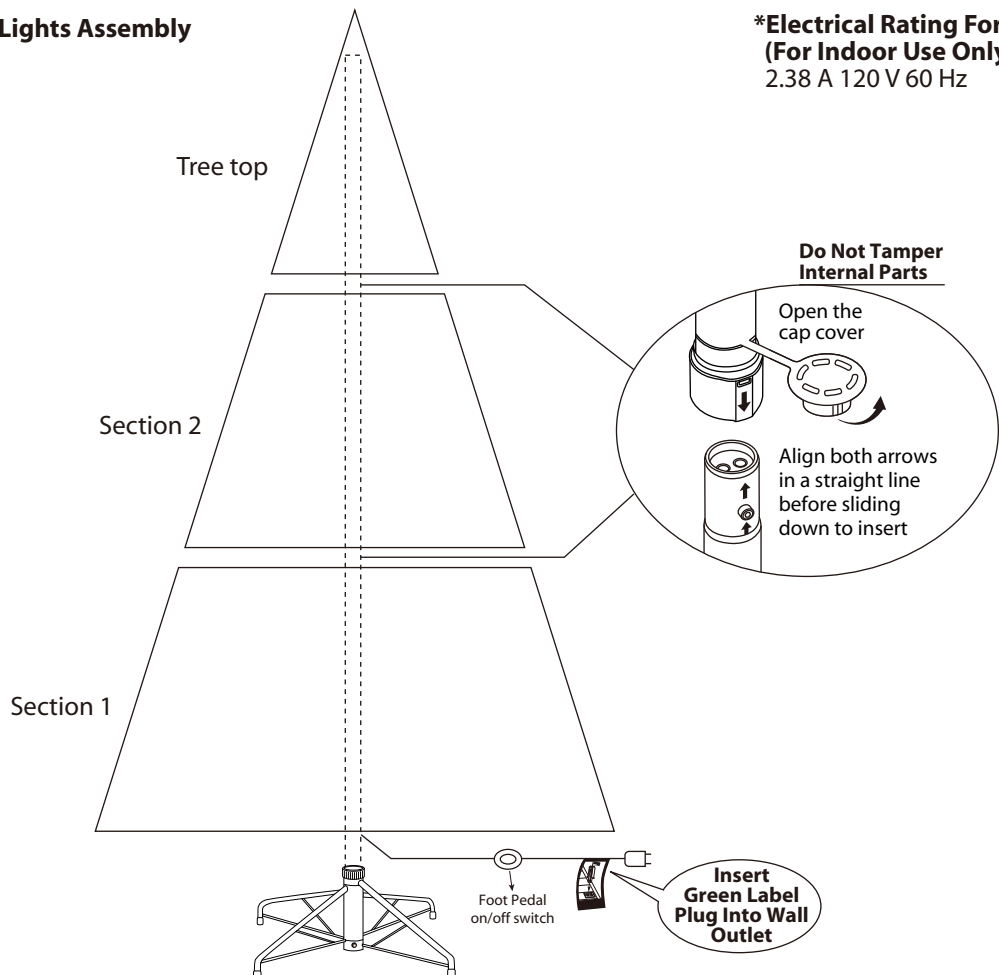 Lights Assembly
*Electrical Rating For
(For Indoor Use Only
2.38 A 120 V 60 Hz
Tree top
Do Not Tamper
Internal Parts
Open the
cap cover
Section 2
Align both arrows
in a straight line
before sliding
down to insert
Section 1
Foot Pedal
on/off switch
Insert
Green Label
Plug Into Wall
Outlet